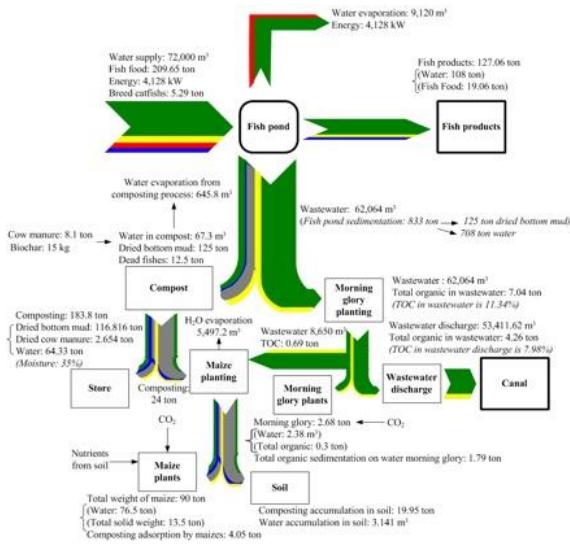 Water evaporation: 9,120 m³
Energy: 4,128 kW
Water supply: 72,000 m³
Fish food: 209.65 ton
Energy: 4,128 kW
Breed catfishs: 5.29 ton
Fish products: 127.06 ton
(Water: 108 ton)
(Fish Food: 19.06 ton)
Fish pond
Fish products
Water evaporation from
composting process: 645.8 m³
Wastewater: 62,064 m³
(Fish pond sedimentation: 833 ton
125 ton dried bottom mud)
708 ton water
Cow manure: 8.1 ton
Biochar: 15 kg
Water in compost: 67.3 m³
Dried bottom mud: 125 ton
Dead fishes: 12.5 ton
Compost
Morning
glory
planting
Wastewater : 62,064 m³
Total organic in wastewater: 7.04 ton
(TOC in wastewater is 11.34%)
Composting: 183.8 ton
Dried bottom mud: 116.816 ton
Dried cow manure: 2.654 ton
Water: 64.33 ton
(Moisture: 35%)
H₂O evaporation
5,497.2 m³
Wastewater 8,650 m³
TOC: 0.69 ton
Wastewater discharge: 53,411.62 m³
Total organic in wastewater: 4.26 ton
(TOC in wastewater discharge is 7.98%)
Store
Composting:
24 ton
Maize
planting
Morning
glory plants
Wastewater
discharge
Canal
CO₂
Morning glory: 2.68 ton
CO₂
(Water: 2.38 m³)
(Total organic: 0.3 ton)
Total organic sedimentation on water morning glory: 1.79 ton
Nutrients
from soil
Maize
plants
Soil
Total weight of maize: 90 ton
(Water: 76.5 ton)
(Total solid weight: 13.5 ton)
Composting adsorption by maizes: 4.05 ton
Composting accumulation in soil: 19.95 ton
Water accumulation in soil: 3.141 m³